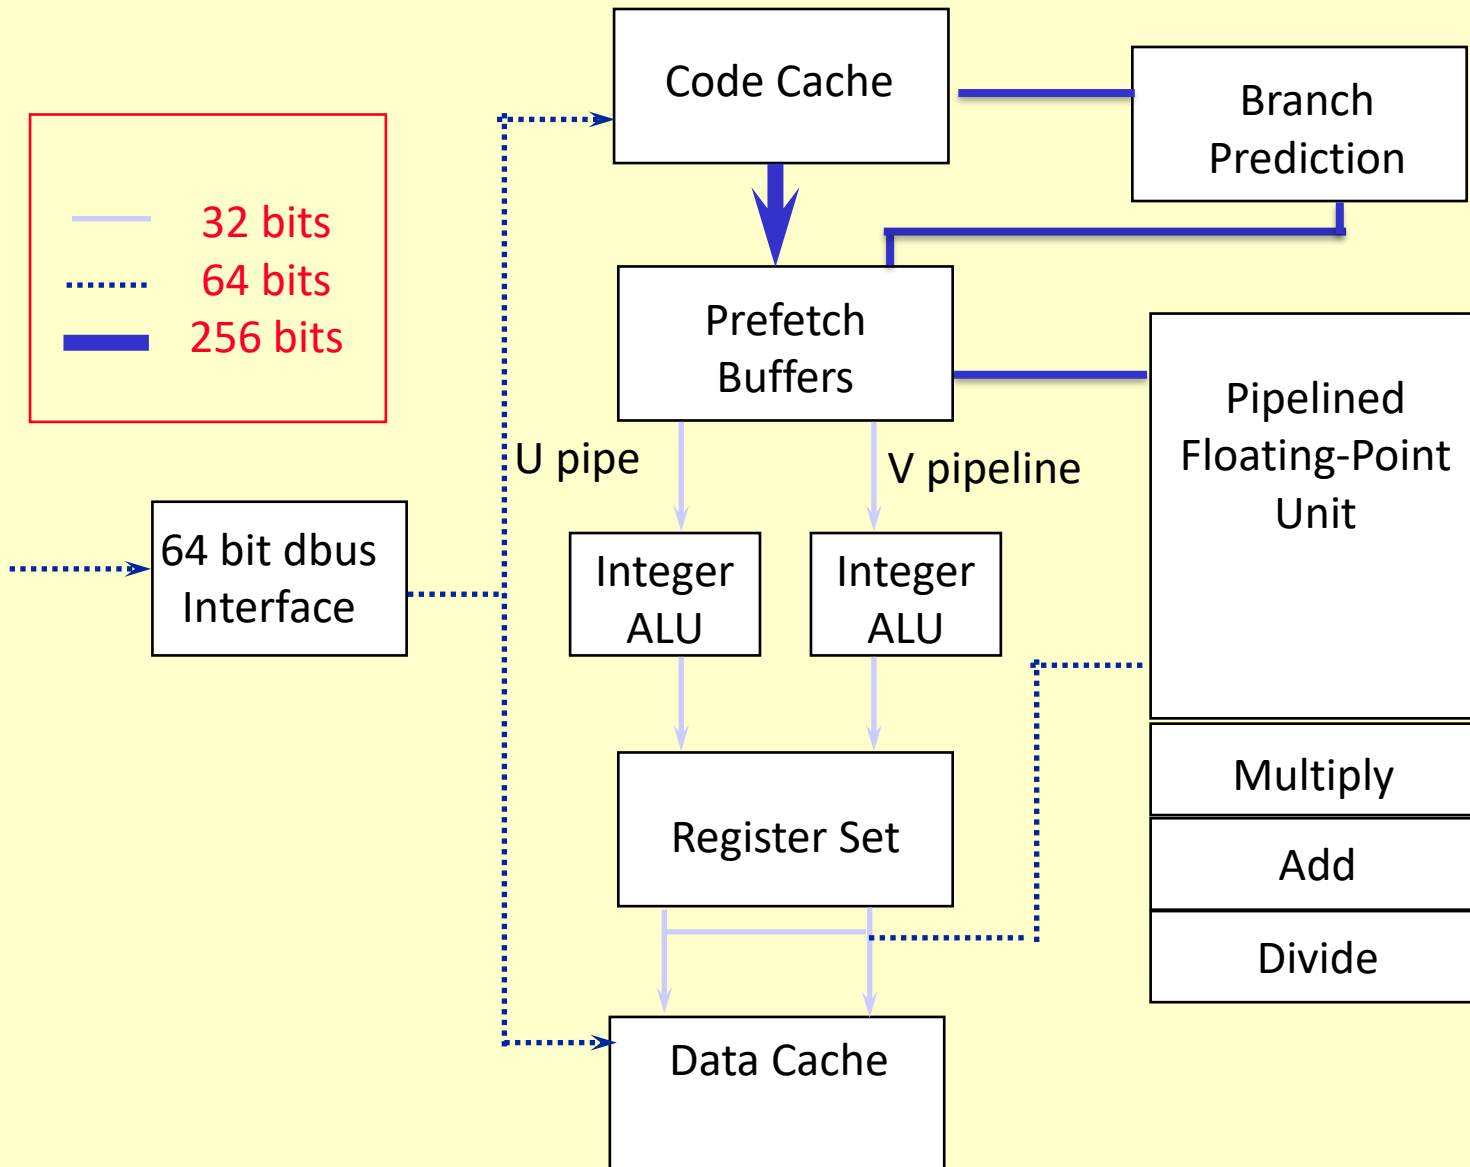 Code Cache
Branch
Prediction
32 bits
64 bits
256 bits
Prefetch
Buffers
Pipelined
Floating-Point
Unit
U pipe
V pipeline
64 bit dbus
Interface
Integer
ALU
Integer
ALU
Multiply
Register Set
Add
Divide
Data Cache